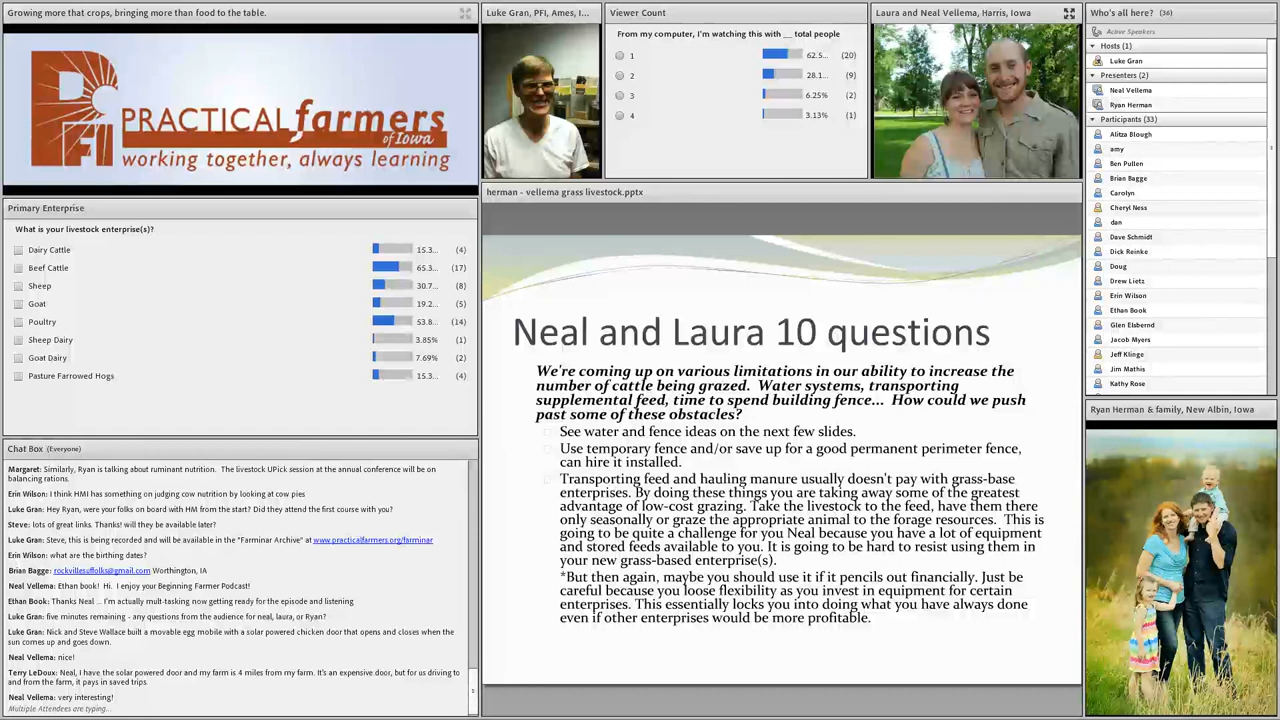 Growing more that crops, bringing more than food to the table.
PRACTICAL farmers
of Iowa
working together, always learning
Luke Gran, PFI, Ames, I...
Viewer Count
From my computer, I'm watching this with __ total people
1 62.5... (20)
2 28.1... (9)
3 6.25% (2)
4 3.13% (1)
Laura and Neal Vellema, Harris, Iowa
Who's all here? (36)
Active Speakers
Hosts (1)
Luke Gran
Presenters (2)
Neal Vellema
Ryan Herman
Participants (33)
Alitza Blough
amy
Ben Pullen
Brian Bagge
Carolyn
Cheryl Ness
dan
Dave Schmidt
Dick Reinke
Doug
Drew Lietz
Erin Wilson
Ethan Book
Glen Elsbernd
Jacob Myers
Jeff Klinge
Jim Mathis
Kathy Rose
Primary Enterprise
What is your livestock enterprise(s)?
Dairy Cattle 15.3... (4)
Beef Cattle 65.3... (17)
Sheep 30.7... (8)
Goat 19.2... (5)
Poultry 53.8... (14)
Sheep Dairy 3.85% (1)
Goat Dairy 7.69% (2)
Pasture Farrowed Hogs 15.3... (4)
herman - vellema grass livestock.pptx
Neal and Laura 10 questions
We're coming up on various limitations in our ability to increase the
number of cattle being grazed. Water systems, transporting
supplemental feed, time to spend building fence... How could we push
past some of these obstacles?
See water and fence ideas on the next few slides.
Use temporary fence and/or save up for a good permanent perimeter fence,
can hire it installed.
Transporting feed and hauling manure usually doesn't pay with grass-base
enterprises. By doing these things you are taking away some of the greatest
advantage of low-cost grazing. Take the livestock to the feed, have them there
only seasonally or graze the appropriate animal to the forage resources. This is
going to be quite a challenge for you Neal because you have a lot of equipment
and stored feeds available to you. It is going to be hard to resist using them in
your new grass-based enterprise(s).
*But then again, maybe you should use it if it pencils out financially. Just be
careful because you loose flexibility as you invest in equipment for certain
enterprises. This essentially locks you into doing what you have always done
even if other enterprises would be more profitable.
Ryan Herman & family, New Albin, Iowa
Chat Box (Everyone)
Margaret: Similarly, Ryan is talking about ruminant nutrition. The livestock UPick session at the annual conference will be on
balancing rations.
Erin Wilson: I think HMI has something on judging cow nutrition by looking at cow pies
Luke Gran: Hey Ryan, were your folks on board with HM from the start? Did they attend the first course with you?
Steve: lots of great links. Thanks! will they be available later?
Luke Gran: Steve, this is being recorded and will be available in the "Farminar Archive" at www.practicalfarmers.org/farminar
Erin Wilson: what are the birthing dates?
Brian Bagge: rockvillesuffolks@gmail.com Worthington, IA
Neal Vellema: Ethan book! Hi. I enjoy your Beginning Farmer Podcast!
Ethan Book: Thanks Neal ... I'm actually mult-tasking now getting ready for the episode and listening
Luke Gran: five minutes remaining - any questions from the audience for neal, laura, or Ryan?
Luke Gran: Nick and Steve Wallace built a movable egg mobile with a solar powered chicken door that opens and closes when the
sun comes up and goes down.
Neal Vellema: nice!
Terry LeDoux: Neal, I have the solar powered door and my farm is 4 miles from my farm. It's an expensive door, but for us driving to
and from the farm, it pays in saved trips.
Neal Vellema: very interesting!
Multiple Attendees are typing...